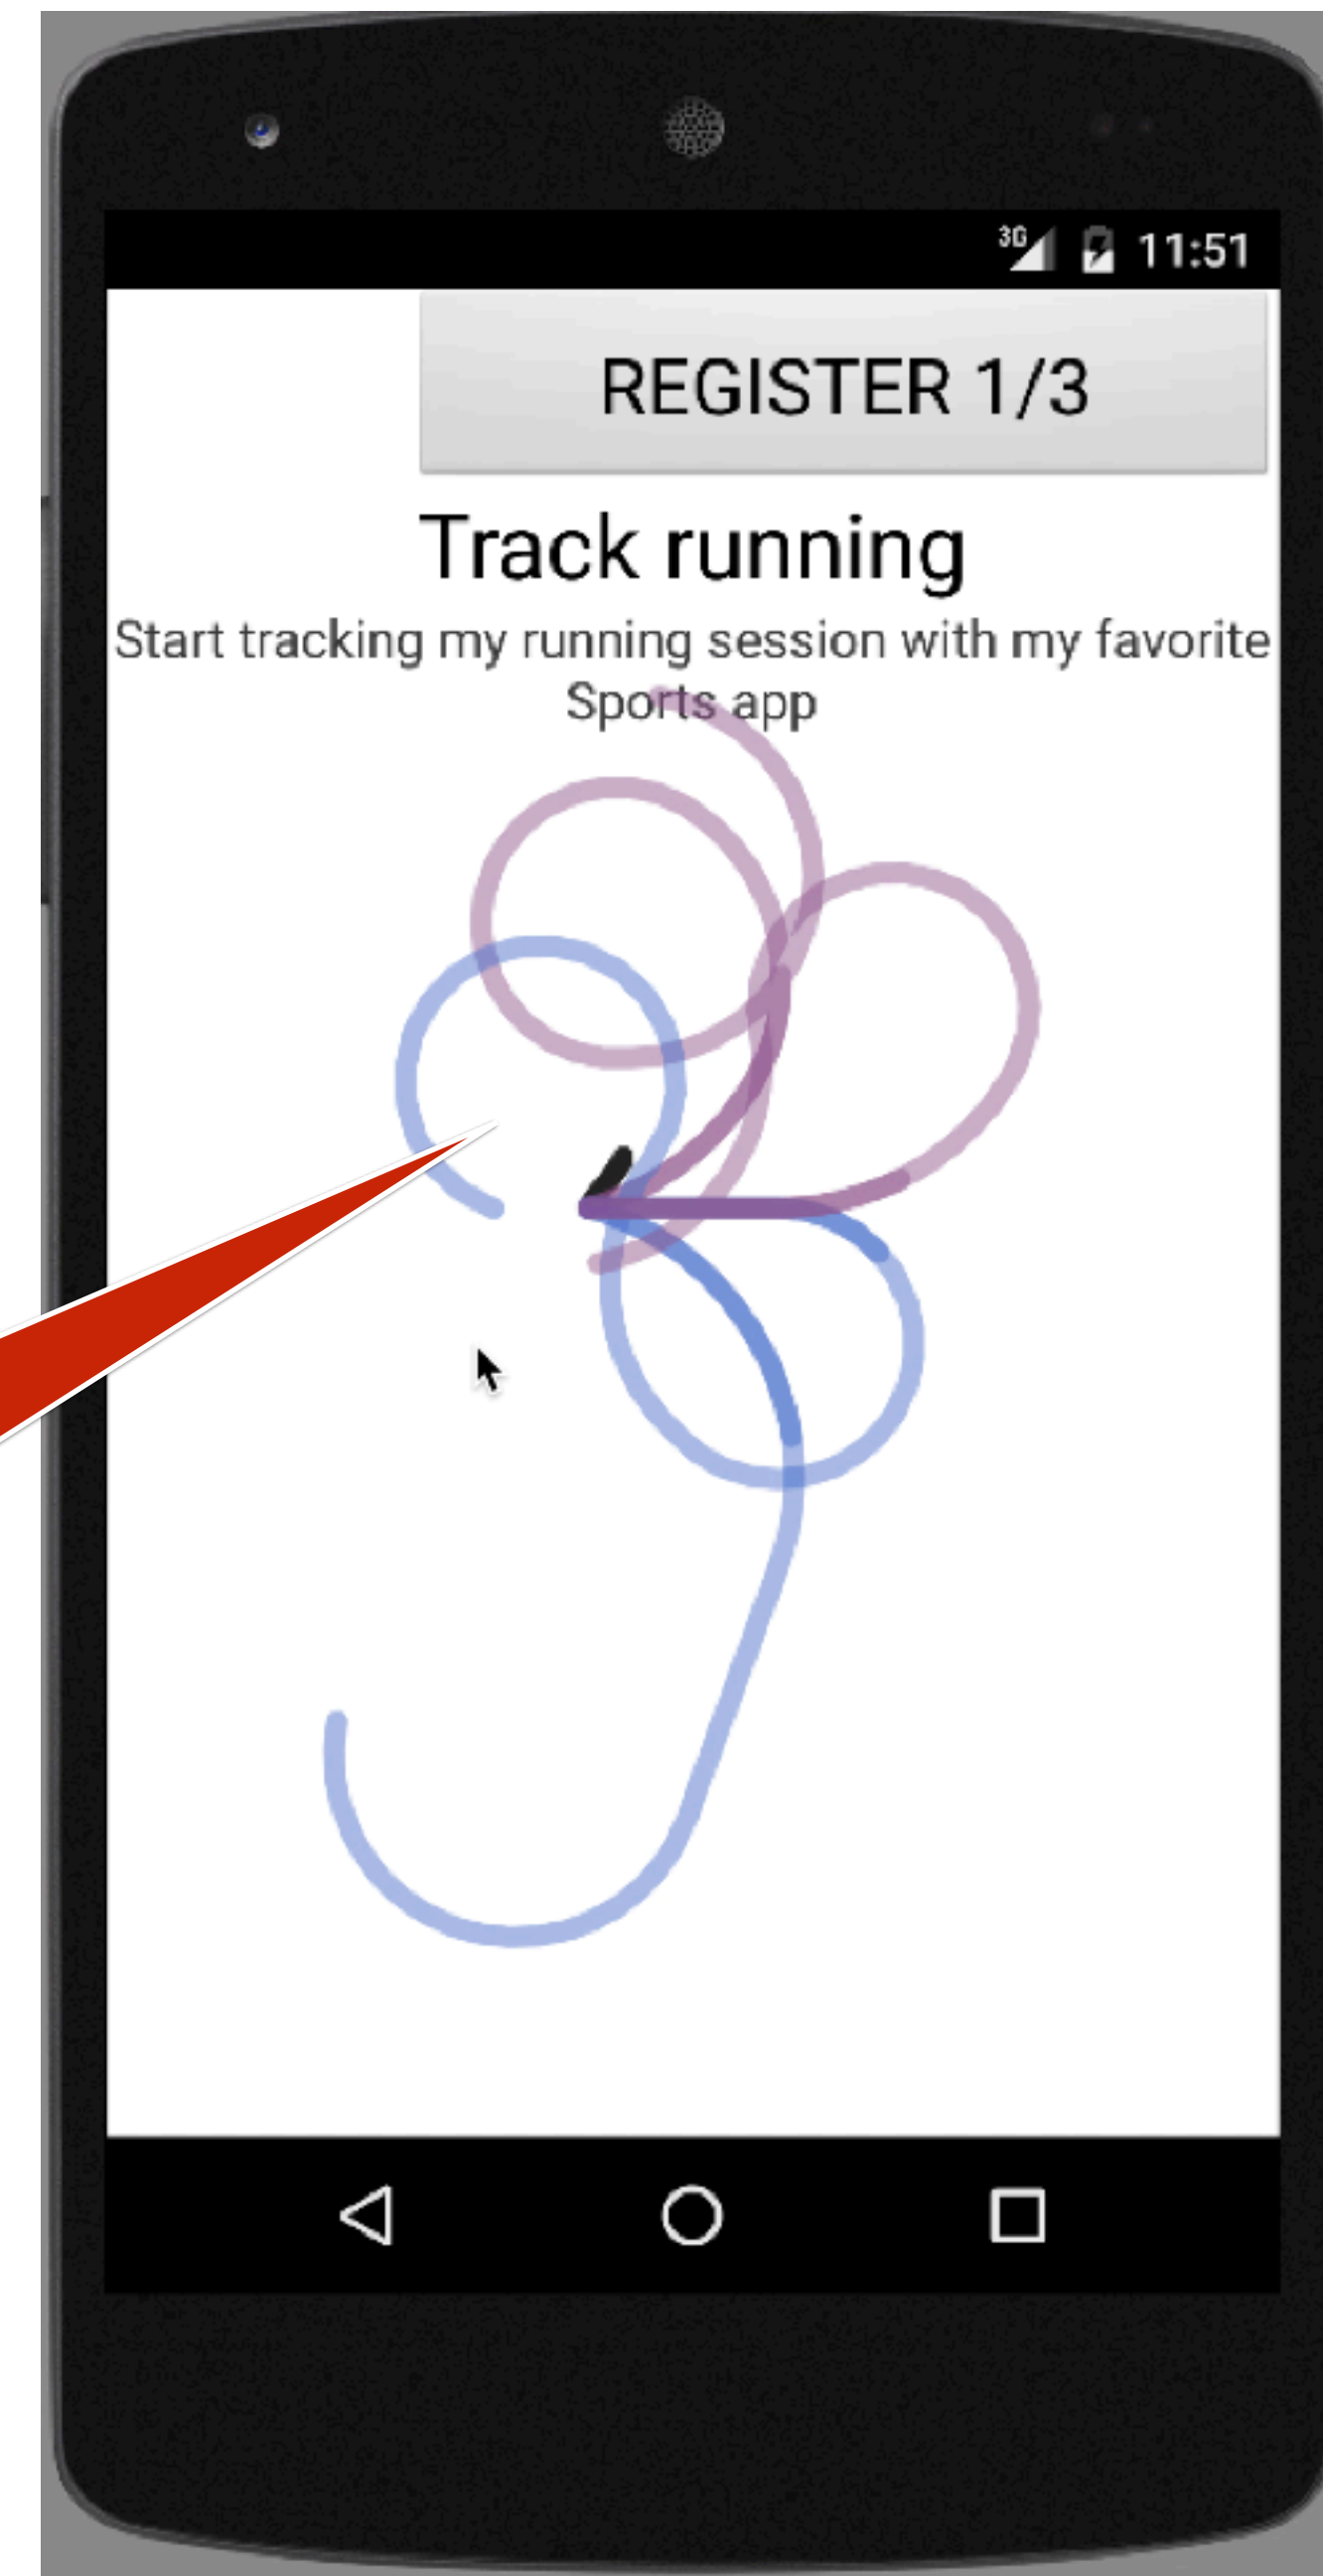 3G 11:51
REGISTER 1/3
Track running
Start tracking my running session with my favorite
Sports app